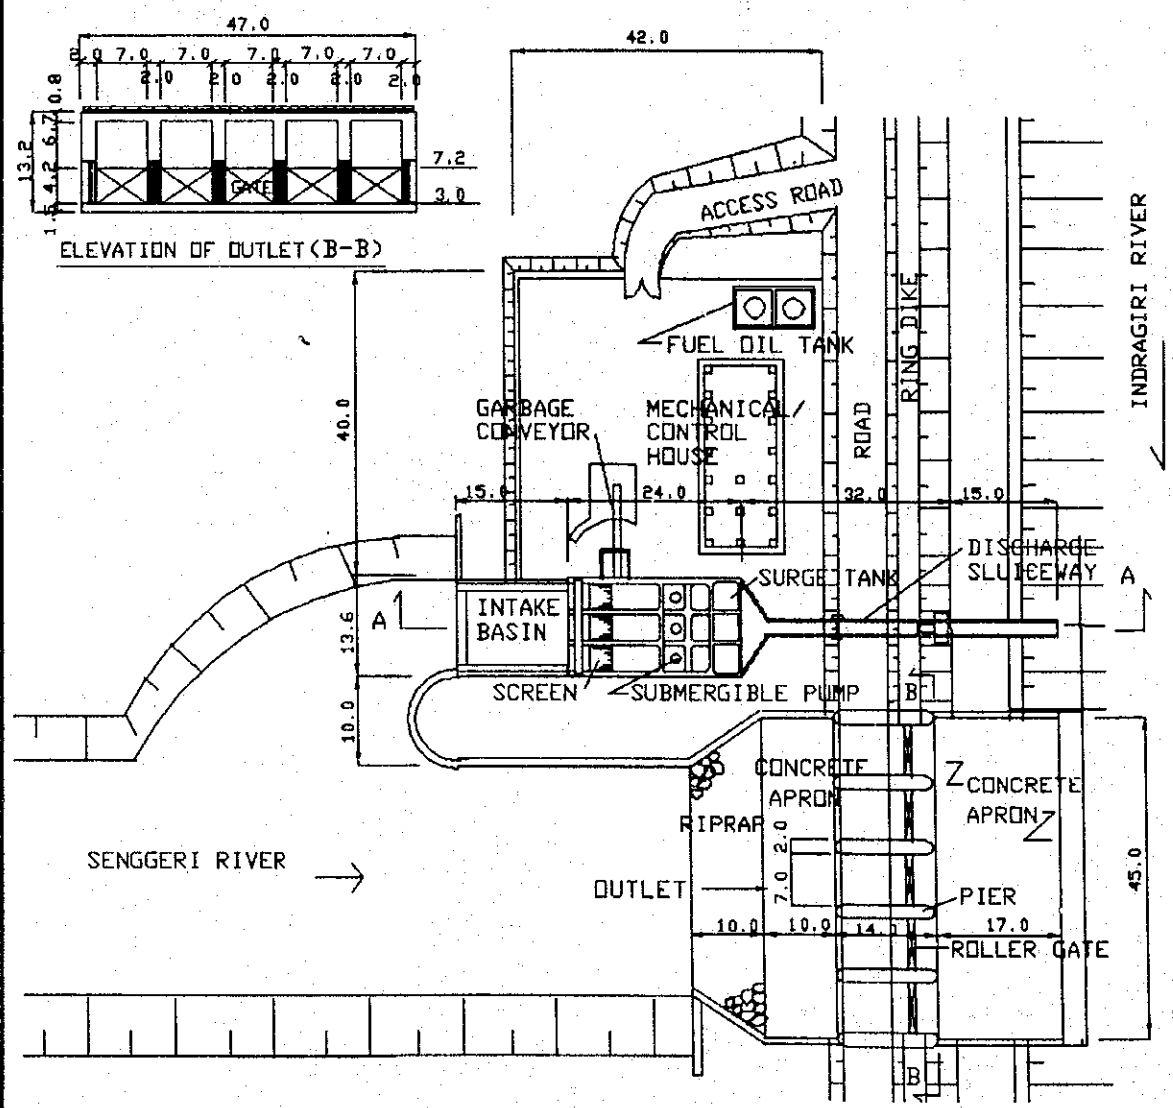 47.0
2.0 7.0 7.0 7.0 7.0 7.0
2.0 2.0 2.0 2.0 2.0
0.8
6.7
13.2
4.2
1.5
7.2
3.0
GATE
ELEVATION OF OUTLET(B-B)
42.0
ACCESS ROAD
INDRAGIRI RIVER
RING DIKE
ROAD
FUEL OIL TANK
GARBAGE
CONVEYOR
MECHANICAL/
CONTROL
HOUSE
40.0
15.0 24.0 32.0 15.0
DISCHARGE
SLUICEWAY
A
SURGE TANK
A
INTAKE
BASIN
13.6
SCREEN
SUBMERGIBLE PUMP
B
10.0
CONCRETE
APRON
CONCRETE
APRON
RIPRAP
2.0
7.0
45.0
SENGGERI RIVER
OUTLET
PIER
10.0 10.0 14.0 17.0
ROLLER GATE
B